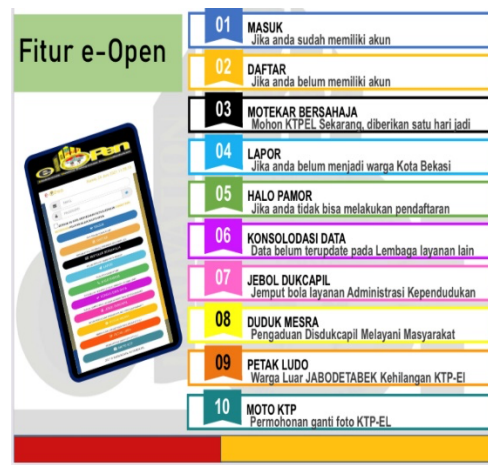 Fitur e-Open
e Open
01
MASUK
Jika anda sudah memiliki akun
02
DAFTAR
Jika anda belum memiliki akun
03
MOTEKAR BERSAHAJA
Mohon KTPEL Sekarang, diberikan satu hari jadi
04
LAPOR
Jika anda belum menjadi warga Kota Bekasi
05
HALO PAMOR
Jika anda tidak bisa melakukan pendaftaran
06
KONSOLODASI DATA
Data belum terupdate pada Lembaga layanan lain
07
JEBOL DUKCAPIL
Jemput bola layanan Administrasi Kependudukan
08
DUDUK MESRA
Pengaduan Disdukcapil Melayani Masyarakat
09
PETAK LUDO
Warga Luar JABODETABEK Kehilangan KTP-El
10
MOTO KTP
Permohonan ganti foto KTP-EL